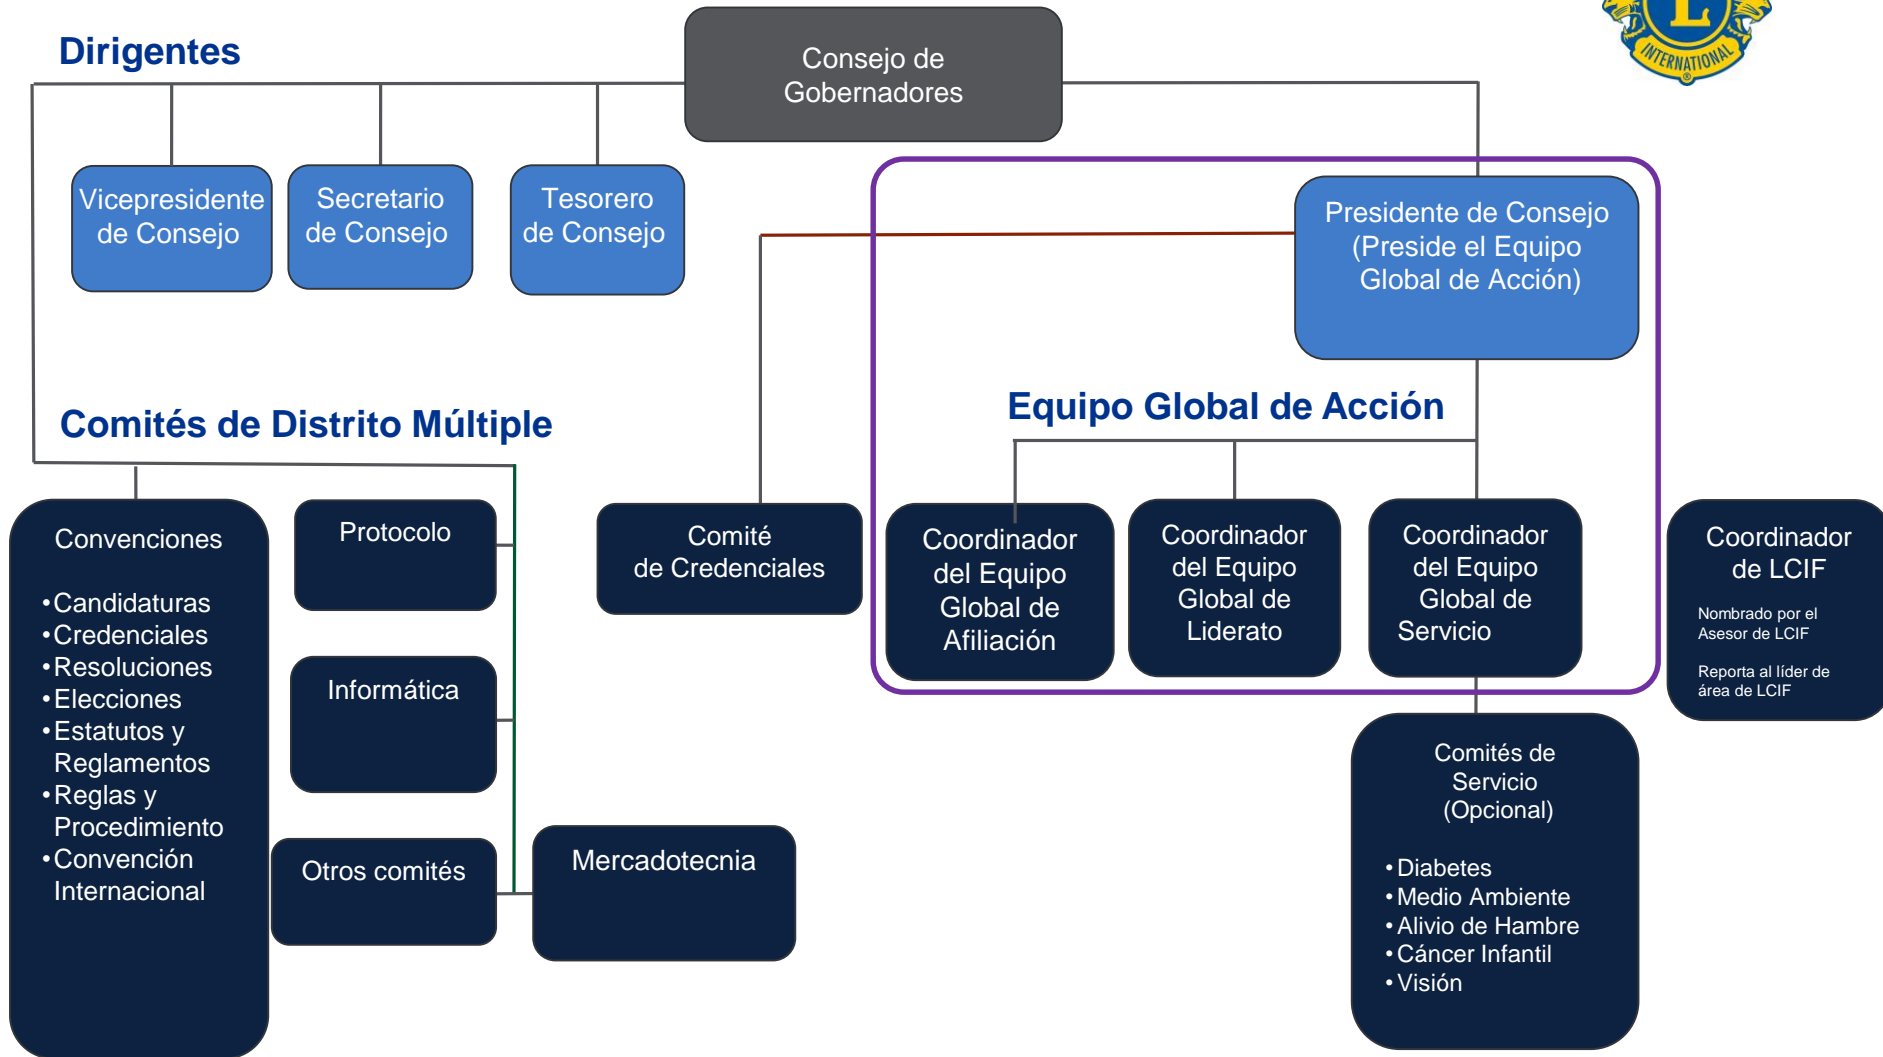 L
INTERNATIONAL
®
Dirigentes
Consejo de
Gobernadores
Vicepresidente
de Consejo
Secretario
de Consejo
Tesorero
de Consejo
Presidente de Consejo
(Preside el Equipo
Global de Acción)
Comités de Distrito Múltiple
Equipo Global de Acción
Convenciones
•Candidaturas
•Credenciales
•Resoluciones
•Elecciones
•Estatutos y
Reglamentos
•Reglas y
Procedimiento
•Convención
Internacional
Protocolo
Informática
Otros comités
Mercadotecnia
Comité
de Credenciales
Coordinador
del Equipo
Global de
Afiliación
Coordinador
del Equipo
Global de
Liderato
Coordinador
del Equipo
Global de
Servicio
Coordinador
de LCIF
Nombrado por el
Asesor de LCIF
Reporta al líder de
área de LCIF
Comités de
Servicio
(Opcional)
•Diabetes
•Medio Ambiente
•Alivio de Hambre
•Cáncer Infantil
•Visión